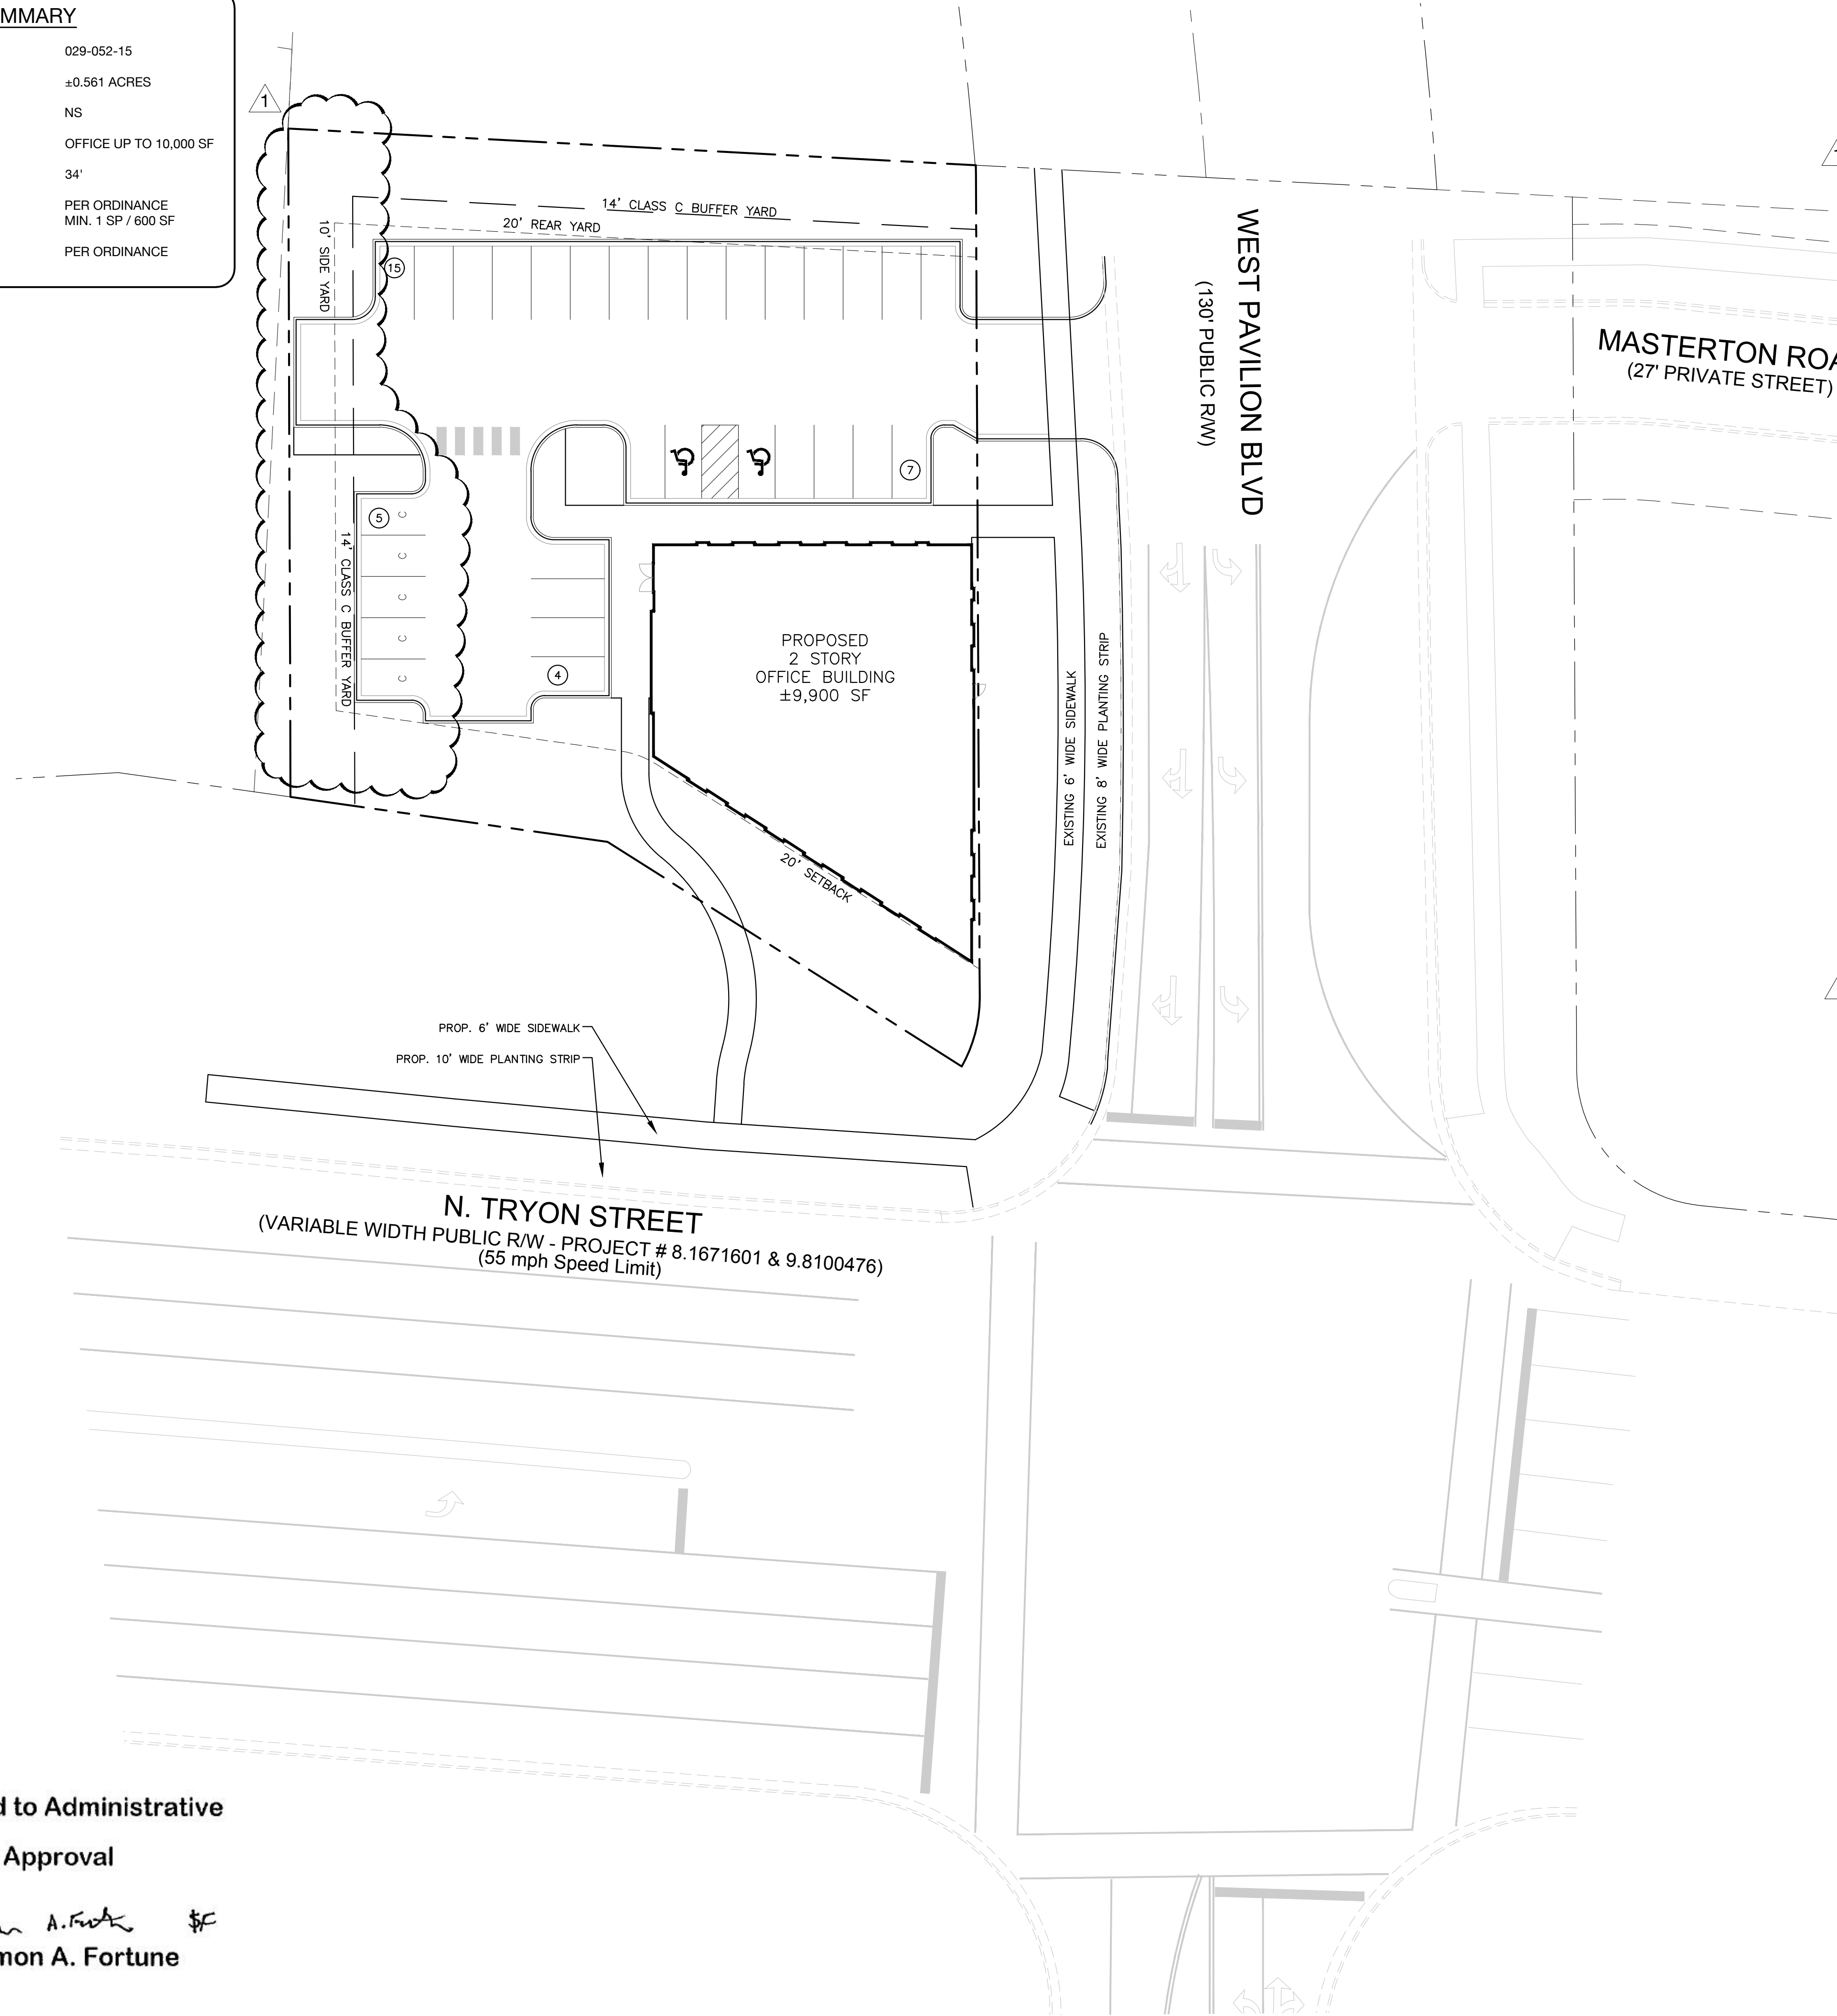 MMARY
029-052-15
±0.561 ACRES
NS
OFFICE UP TO 10,000 SF
34'
PER ORDINANCE
MIN. 1 SP / 600 SF
PER ORDINANCE
1
14' CLASS C BUFFER YARD
20' REAR YARD
10' SIDE YARD
15
WEST PAVILION BLVD
(130' PUBLIC R/W)
MASTERTON ROA
(27' PRIVATE STREET)
7
5
C
C
C
C
C
14' CLASS C BUFFER YARD
4
PROPOSED
2 STORY
OFFICE BUILDING
±9,900 SF
EXISTING 6' WIDE SIDEWALK
EXISTING 8' WIDE PLANTING STRIP
20' SETBACK
PROP. 6' WIDE SIDEWALK
PROP. 10' WIDE PLANTING STRIP
N. TRYON STREET
(VARIABLE WIDTH PUBLIC R/W - PROJECT # 8.1671601 & 9.8100476)
(55 mph Speed Limit)
d to Administrative
Approval
mon A. Fortune